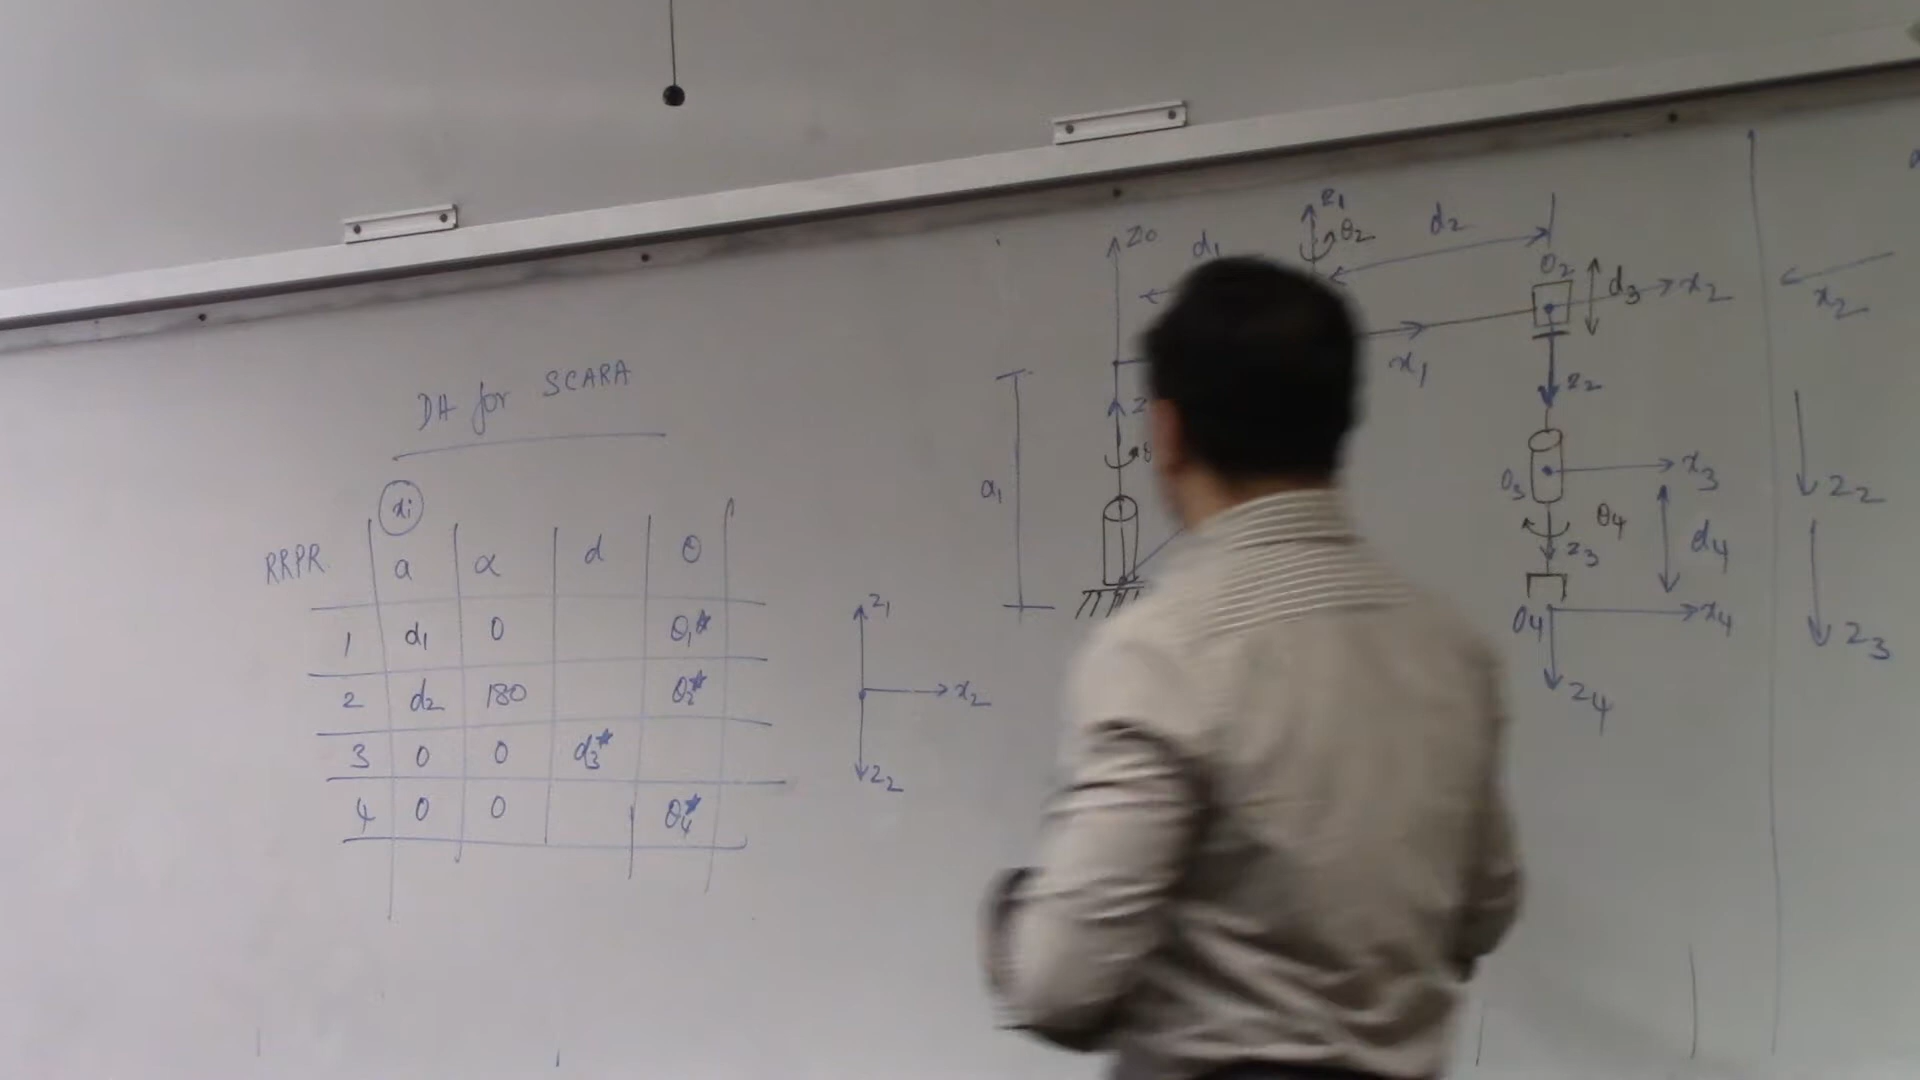 DH for SCARA
xi
RRPR a α d θ
1 d1 0 θ1*
2 d2 180 θ2*
3 0 0 d3*
4 0 0 θ4*
z1
x2
z2
z0
d1
z1
θ2
d2
O2
d3
x2
x1
z2
a1
O3
x3
θ4
z3
d4
O4
x4
z4
x2
z2
z3